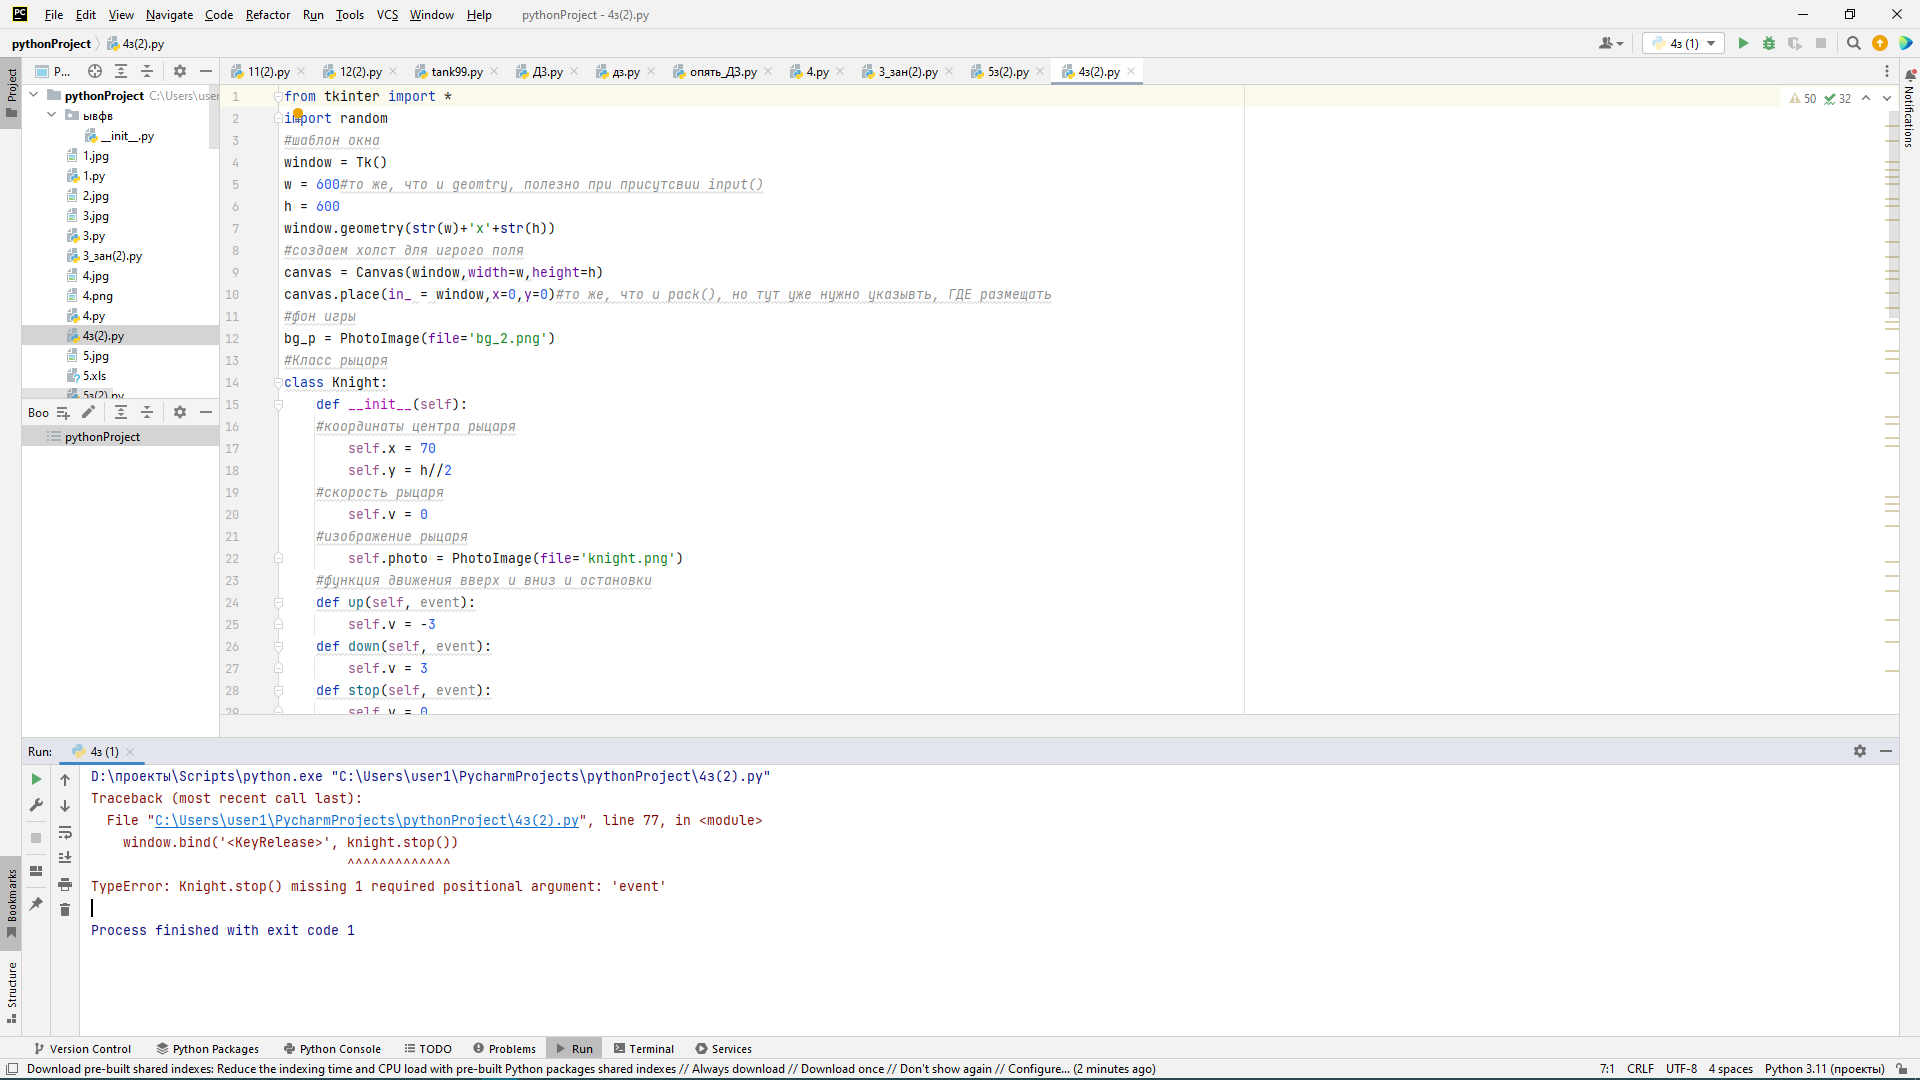 File Edit View Navigate Code Refactor Run Tools VCS Window Help pythonProject - 4з(2).py
pythonProject 4з(2).py 4з (1)
Project P... 11(2).py 12(2).py tank99.py ДЗ.py дз.py опять_ДЗ.py 4.py 3_зан(2).py 5з(2).py 4з(2).py
Notifications
50 32
pythonProject C:\Users\user
ывфв
__init__.py
1.jpg
1.py
2.jpg
3.jpg
3.py
3_зан(2).py
4.jpg
4.png
4.py
4з(2).py
5.jpg
5.xls
5з(2).py
Boo
pythonProject
1 from tkinter import *
2 import random
3 #шаблон окна
4 window = Tk()
5 w = 600#то же, что и geomtry, полезно при присутсвии input()
6 h = 600
7 window.geometry(str(w)+'x'+str(h))
8 #создаем холст для игрого поля
9 canvas = Canvas(window,width=w,height=h)
10 canvas.place(in_ = window,x=0,y=0)#то же, что и pack(), но тут уже нужно указывть, ГДЕ размещать
11 #фон игры
12 bg_p = PhotoImage(file='bg_2.png')
13 #Класс рыцаря
14 class Knight:
15 def __init__(self):
16 #координаты центра рыцаря
17 self.x = 70
18 self.y = h//2
19 #скорость рыцаря
20 self.v = 0
21 #изображение рыцаря
22 self.photo = PhotoImage(file='knight.png')
23 #функция движения вверх и вниз и остановки
24 def up(self, event):
25 self.v = -3
26 def down(self, event):
27 self.v = 3
28 def stop(self, event):
29 self.v = 0
Run: 4з (1)
D:\проекты\Scripts\python.exe "C:\Users\user1\PycharmProjects\pythonProject\4з(2).py"
Traceback (most recent call last):
File "C:\Users\user1\PycharmProjects\pythonProject\4з(2).py", line 77, in <module>
window.bind('<KeyRelease>', knight.stop())
^^^^^^^^^^^^^
TypeError: Knight.stop() missing 1 required positional argument: 'event'
Process finished with exit code 1
Bookmarks
Structure
Version Control Python Packages Python Console TODO Problems Run Terminal Services
Download pre-built shared indexes: Reduce the indexing time and CPU load with pre-built Python packages shared indexes // Always download // Download once // Don't show again // Configure... (2 minutes ago) 7:1 CRLF UTF-8 4 spaces Python 3.11 (проекты)